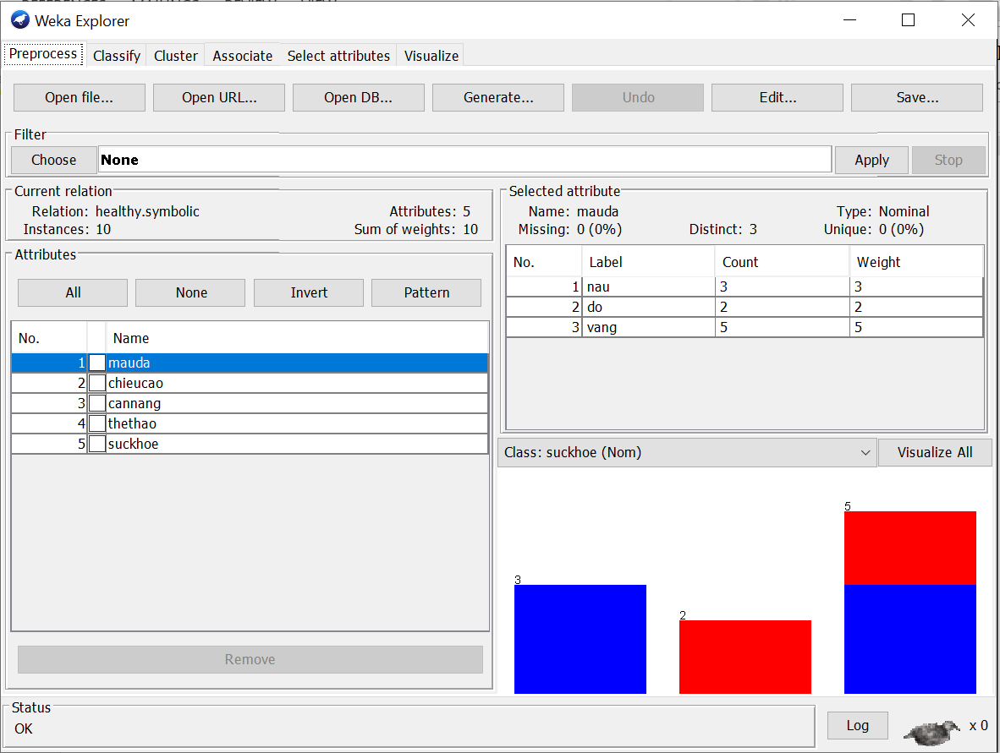 Weka Explorer
Preprocess Classify Cluster Associate Select attributes Visualize
Open file... Open URL... Open DB... Generate... Undo Edit... Save...
Filter
Choose None Apply Stop
Current relation
Relation: healthy.symbolic Attributes: 5
Instances: 10 Sum of weights: 10
Attributes
All None Invert Pattern
No. Name
1 mauda
2 chieucao
3 cannang
4 thethao
5 suckhoe
Remove
Selected attribute
Name: mauda Type: Nominal
Missing: 0 (0%) Distinct: 3 Unique: 0 (0%)
No. Label Count Weight
1 nau 3 3
2 do 2 2
3 vang 5 5
Class: suckhoe (Nom) Visualize All
3
2
5
Status
OK
Log x 0